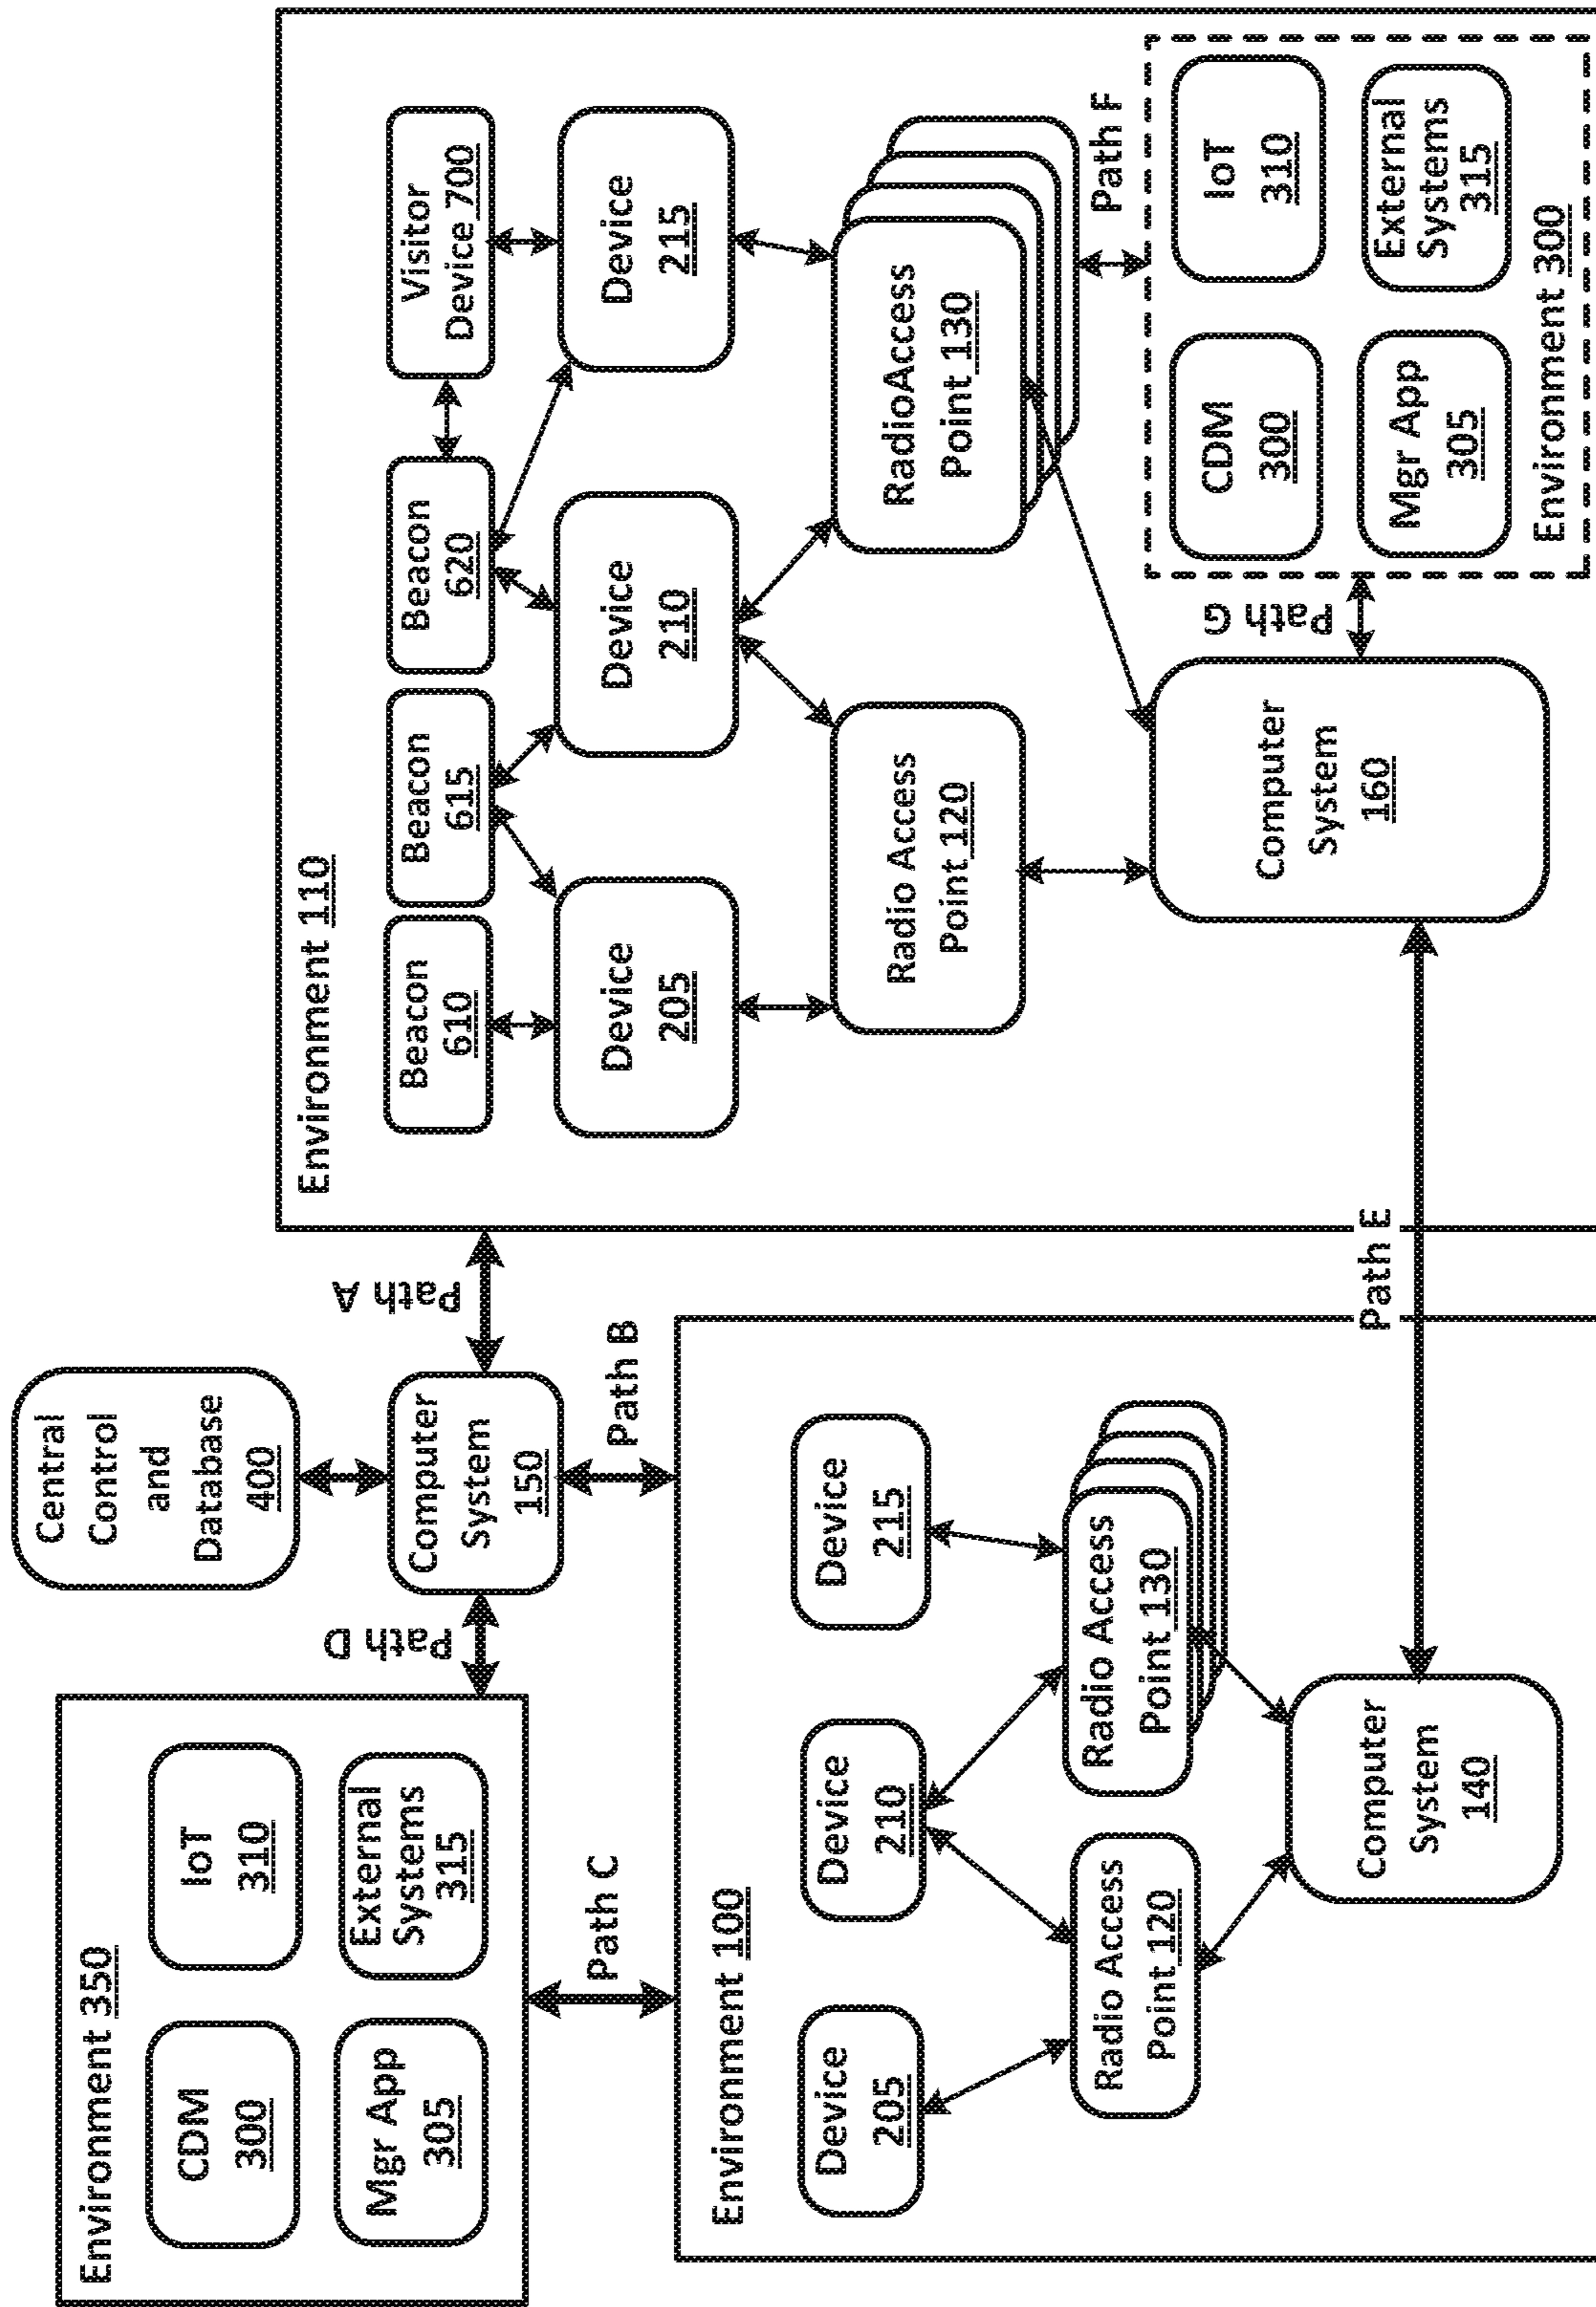 Environment 350
CDM
300
IoT
310
Mgr App
305
External
Systems
315
Path D
Central
Control
and
Database
400
Computer
System
150
Path A
Path B
Path C
Environment 100
Device
205
Device
210
Device
215
Radio Access
Point 120
Radio Access
Point 130
Computer
System
140
Path E
Environment 110
Beacon
610
Beacon
615
Beacon
620
Visitor
Device 700
Device
205
Device
210
Device
215
Radio Access
Point 120
RadioAccess
Point 130
Path F
Computer
System
160
Path G
CDM
300
IoT
310
Mgr App
305
External
Systems
315
Environment 300